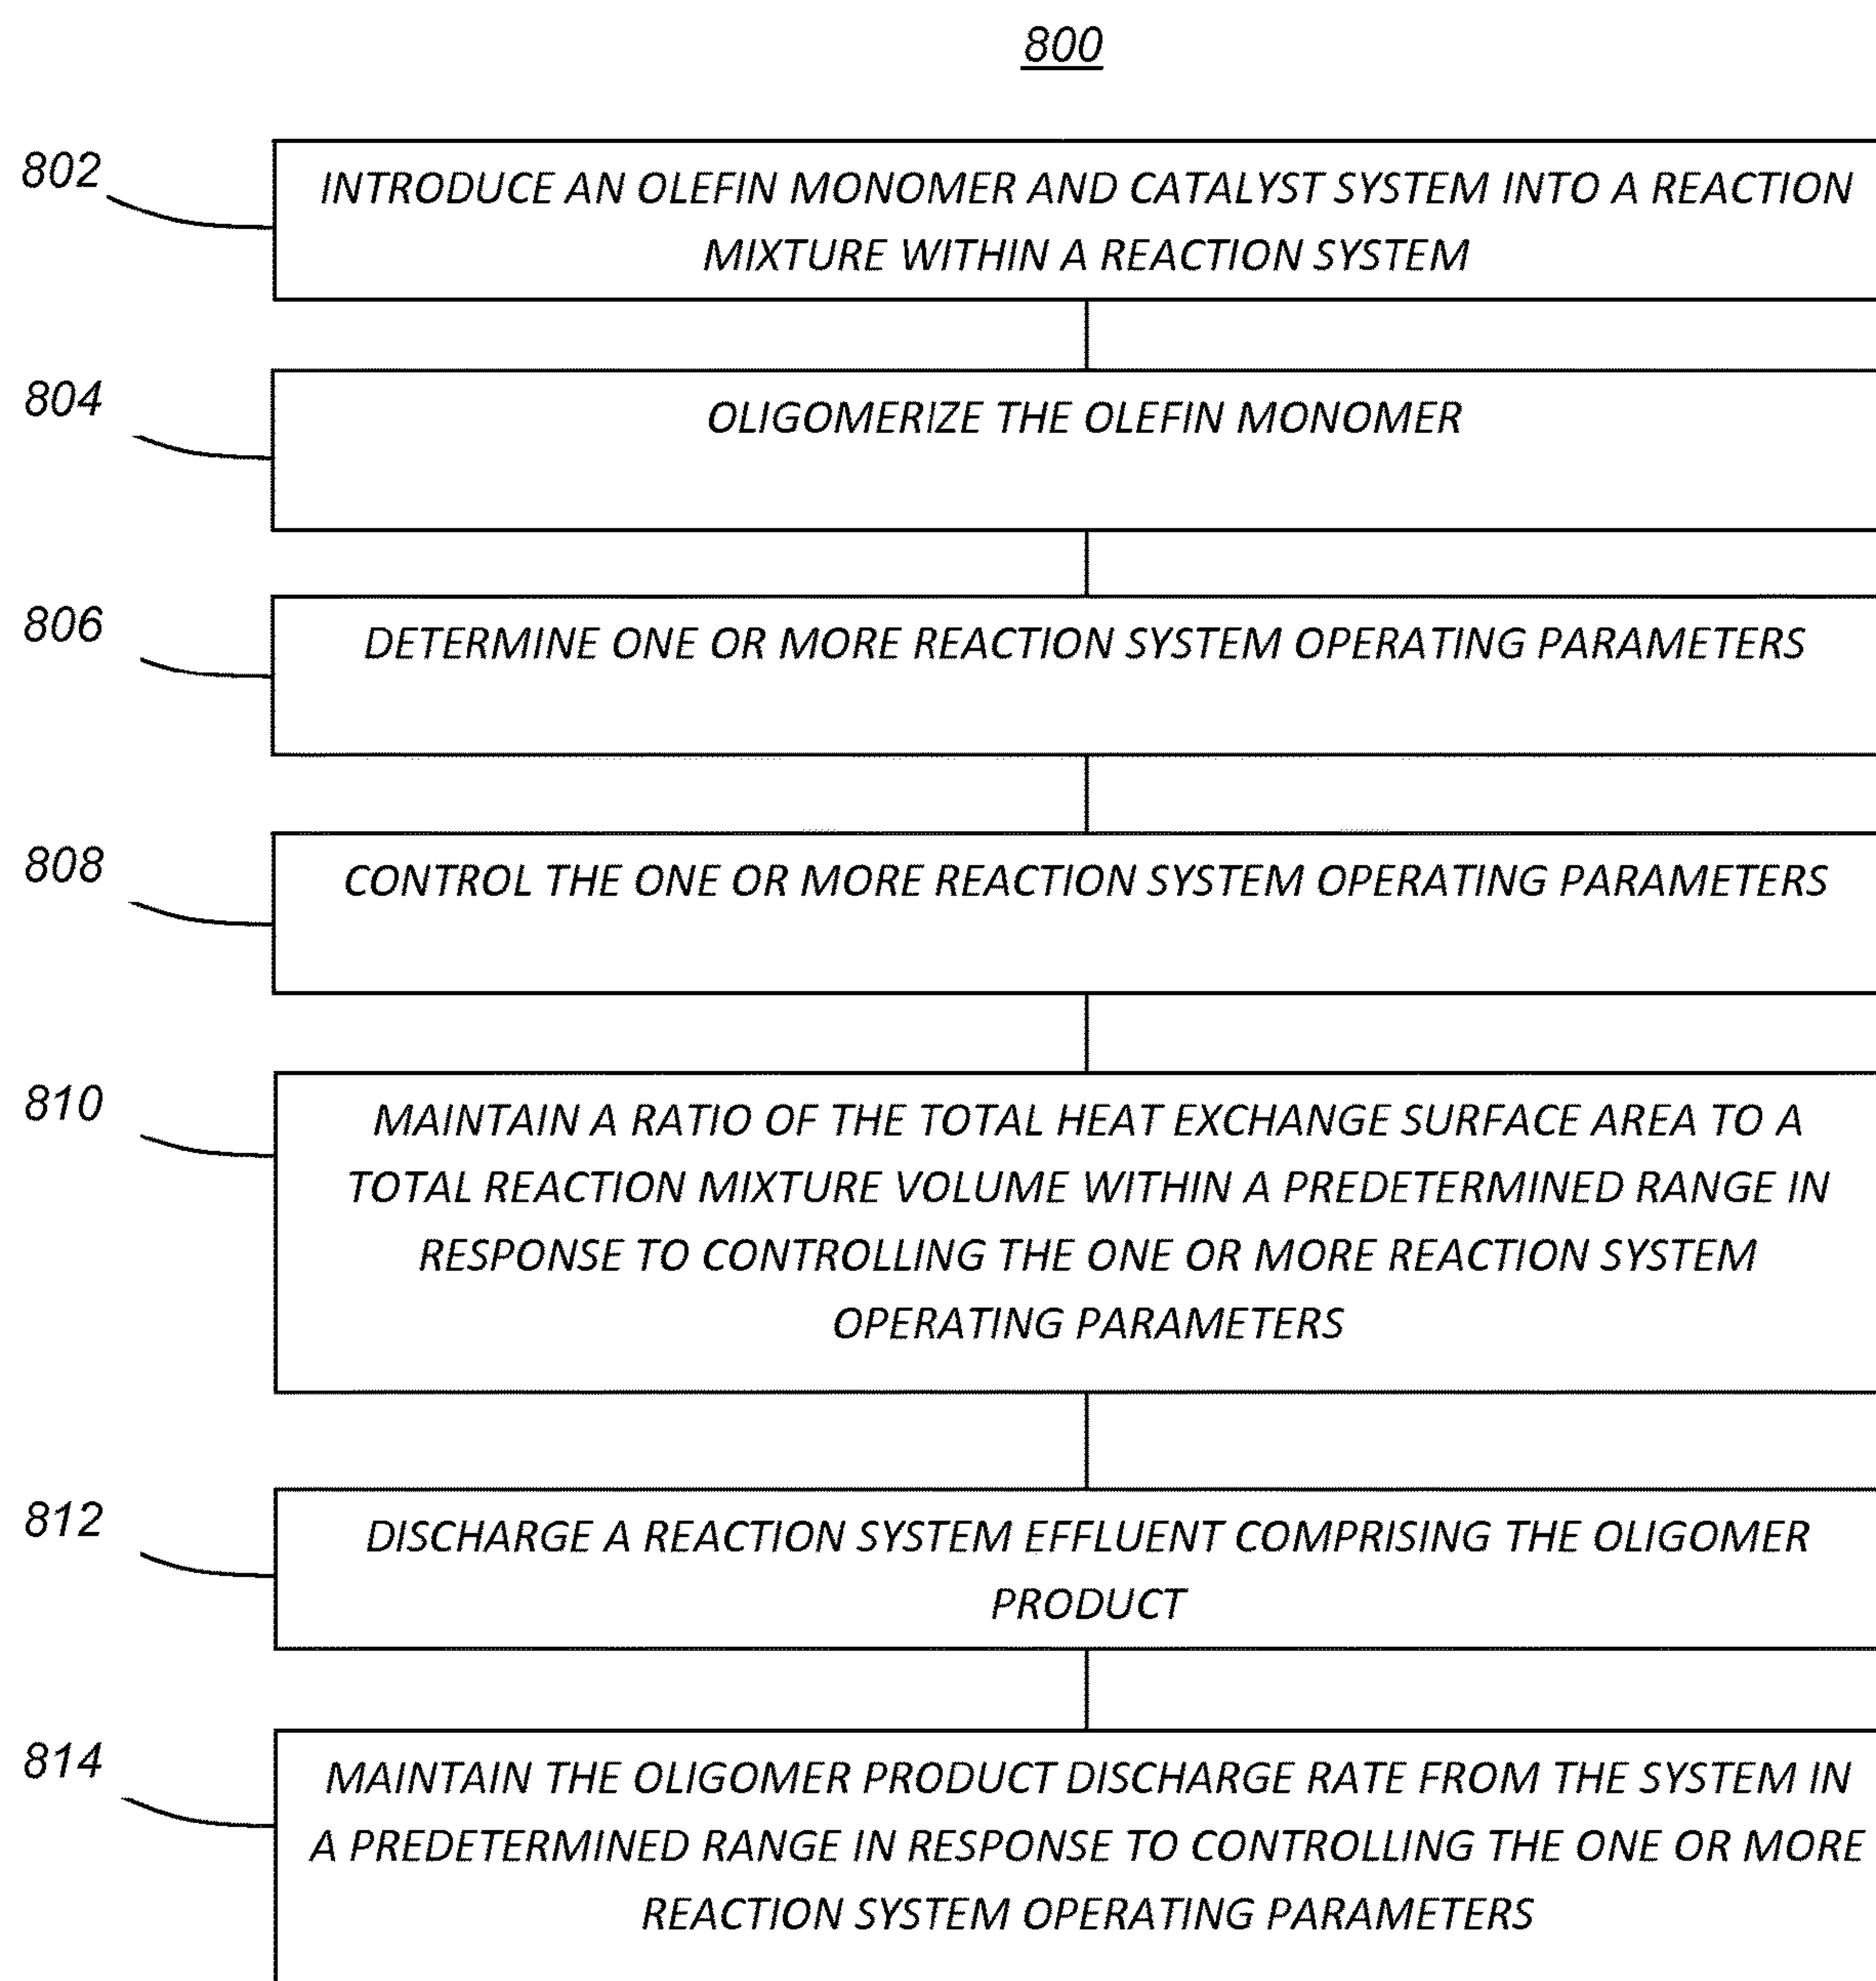 800
802
INTRODUCE AN OLEFIN MONOMER AND CATALYST SYSTEM INTO A REACTION
MIXTURE WITHIN A REACTION SYSTEM
804
OLIGOMERIZE THE OLEFIN MONOMER
806
DETERMINE ONE OR MORE REACTION SYSTEM OPERATING PARAMETERS
808
CONTROL THE ONE OR MORE REACTION SYSTEM OPERATING PARAMETERS
810
MAINTAIN A RATIO OF THE TOTAL HEAT EXCHANGE SURFACE AREA TO A
TOTAL REACTION MIXTURE VOLUME WITHIN A PREDETERMINED RANGE IN
RESPONSE TO CONTROLLING THE ONE OR MORE REACTION SYSTEM
OPERATING PARAMETERS
812
DISCHARGE A REACTION SYSTEM EFFLUENT COMPRISING THE OLIGOMER
PRODUCT
814
MAINTAIN THE OLIGOMER PRODUCT DISCHARGE RATE FROM THE SYSTEM IN
A PREDETERMINED RANGE IN RESPONSE TO CONTROLLING THE ONE OR MORE
REACTION SYSTEM OPERATING PARAMETERS